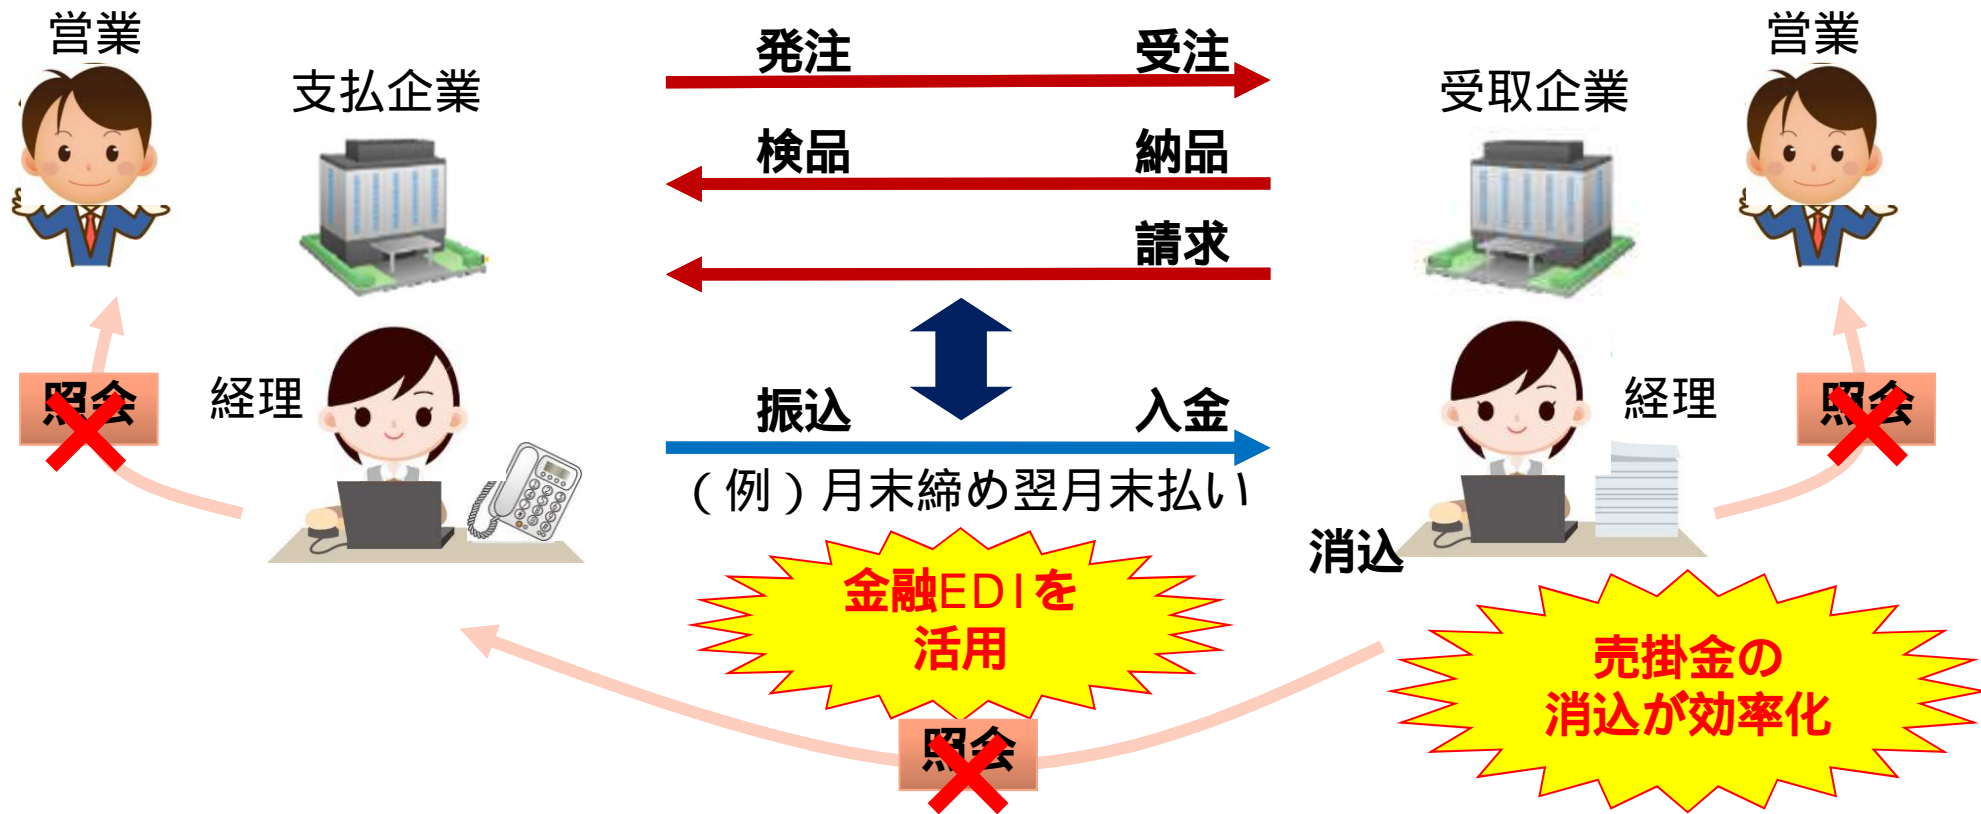 営業
営業
支払企業
発注
受注
受取企業
検品
納品
請求
照会
経理
振込
入金
経理
照会
（例）月末締め翌月末払い
消込
金融EDIを
活用
売掛金の
消込が効率化
照会